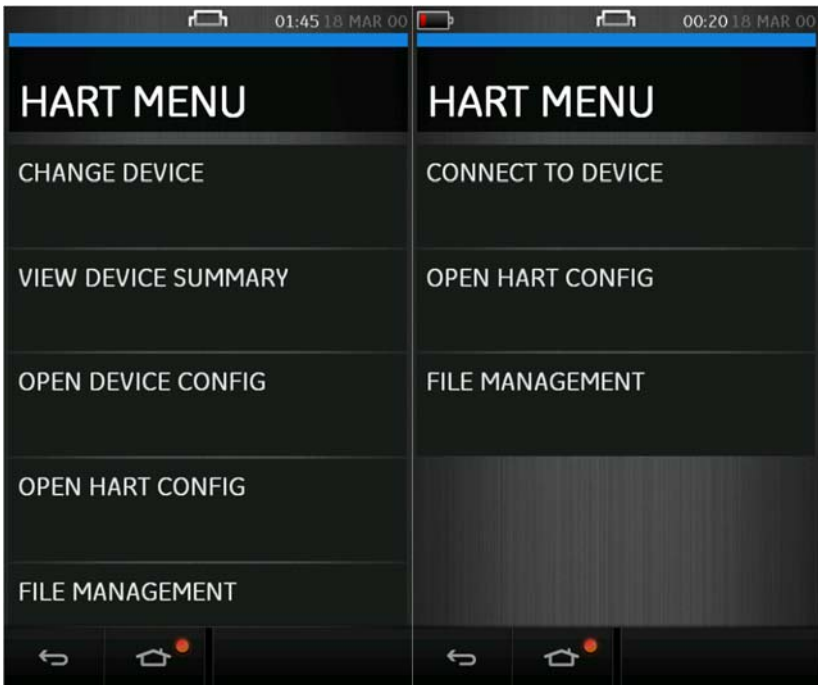 01:45 18 MAR 00
HART MENU
CHANGE DEVICE
VIEW DEVICE SUMMARY
OPEN DEVICE CONFIG
OPEN HART CONFIG
FILE MANAGEMENT
00:20 18 MAR 00
HART MENU
CONNECT TO DEVICE
OPEN HART CONFIG
FILE MANAGEMENT